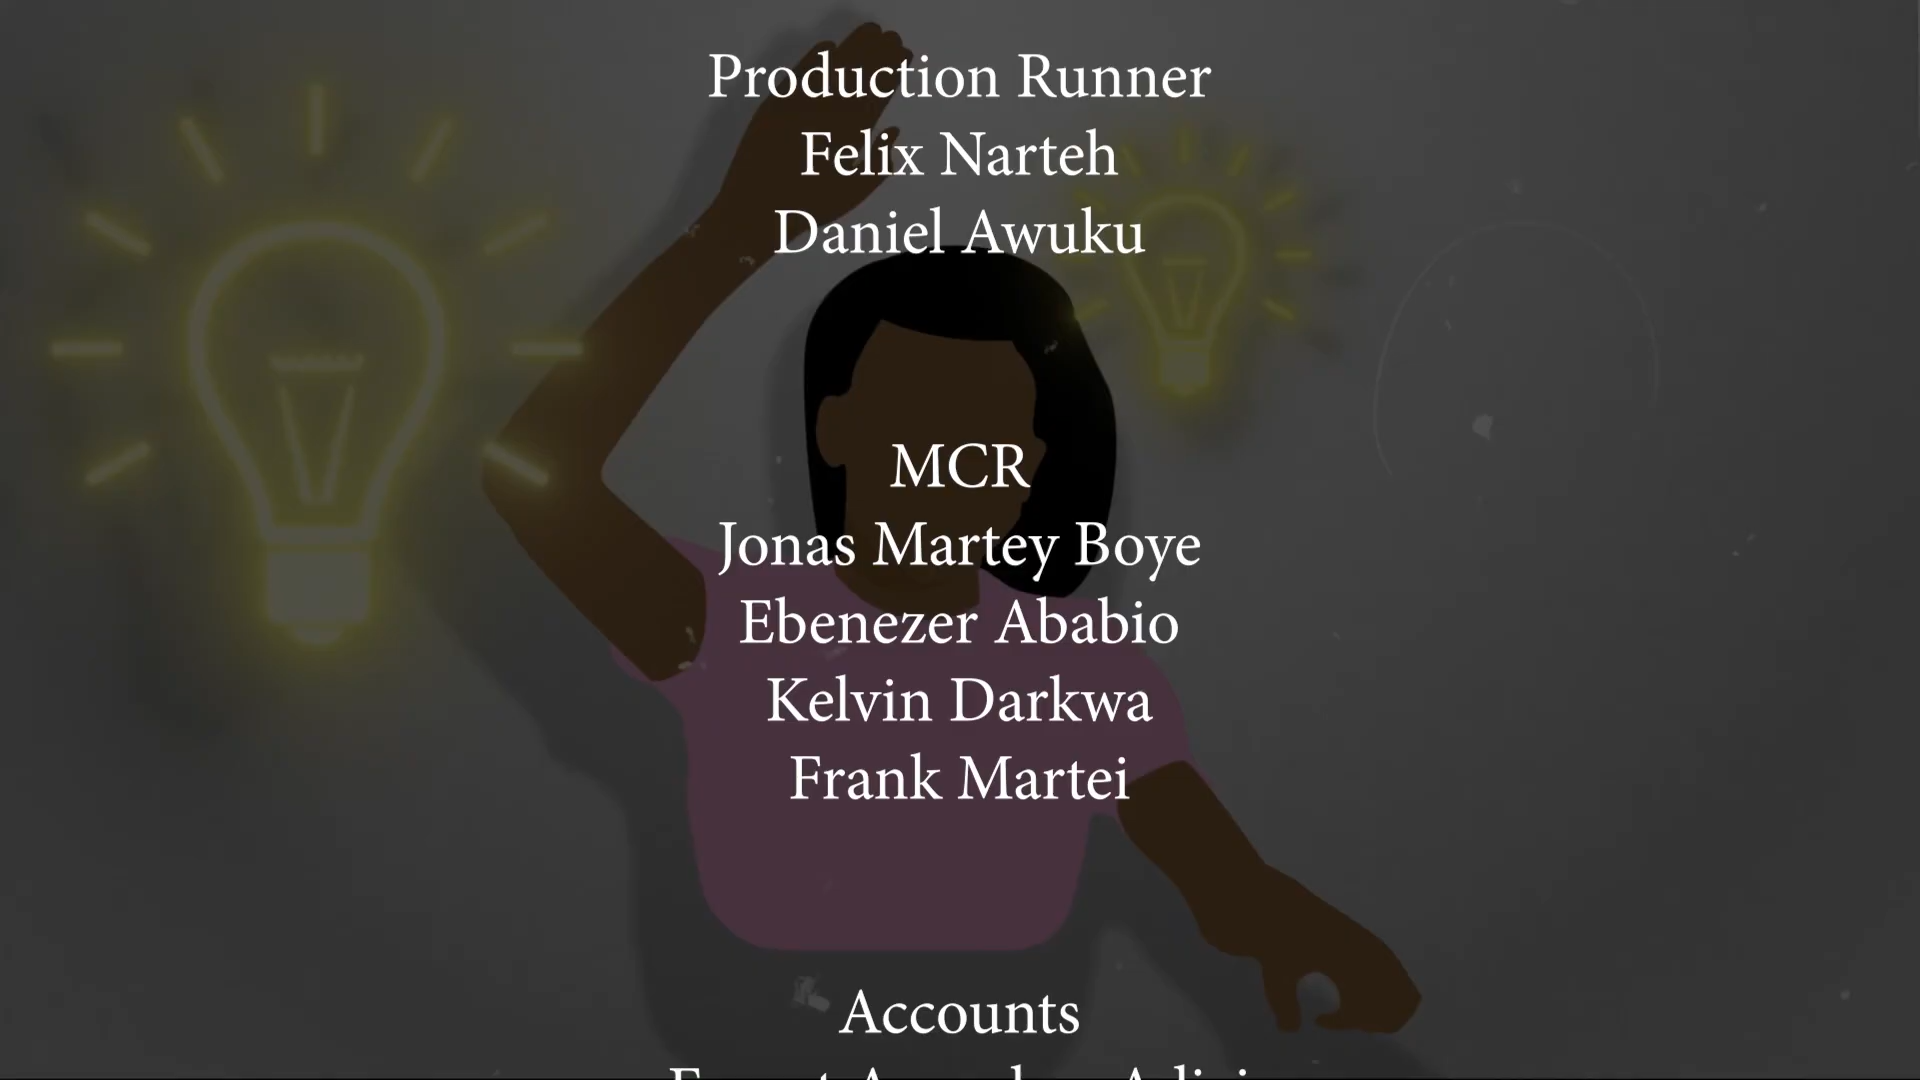 Production Runner
Felix Narteh
Daniel Awuku
MCR
Jonas Martey Boye
Ebenezer Ababio
Kelvin Darkwa
Frank Martei
Accounts